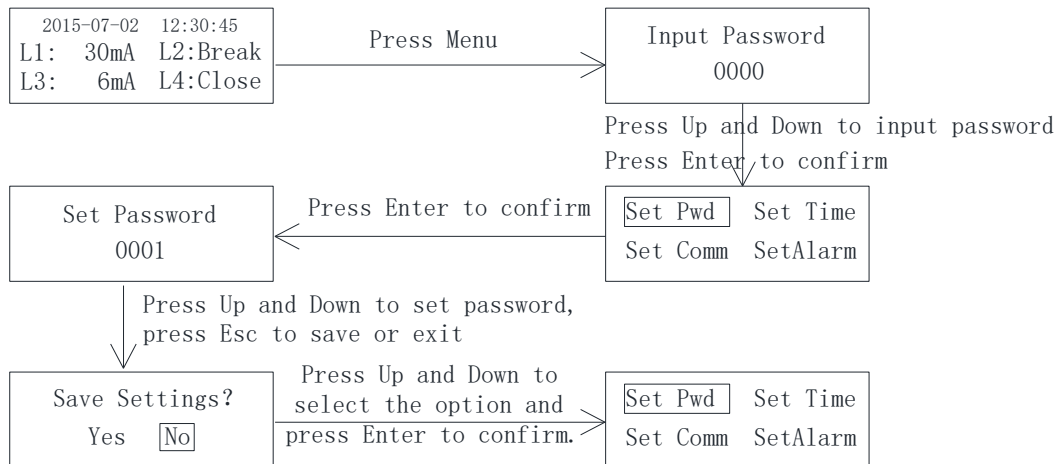 2015-07-02 12:30:45
L1: 30mA L2:Break
L3: 6mA L4:Close
Press Menu
Input Password
0000
Press Up and Down to input password
Press Enter to confirm
Set Pwd Set Time
Set Comm SetAlarm
Press Enter to confirm
Set Password
0001
Press Up and Down to set password,
press Esc to save or exit
Save Settings?
Yes No
Press Up and Down to
select the option and
press Enter to confirm.
Set Pwd Set Time
Set Comm SetAlarm